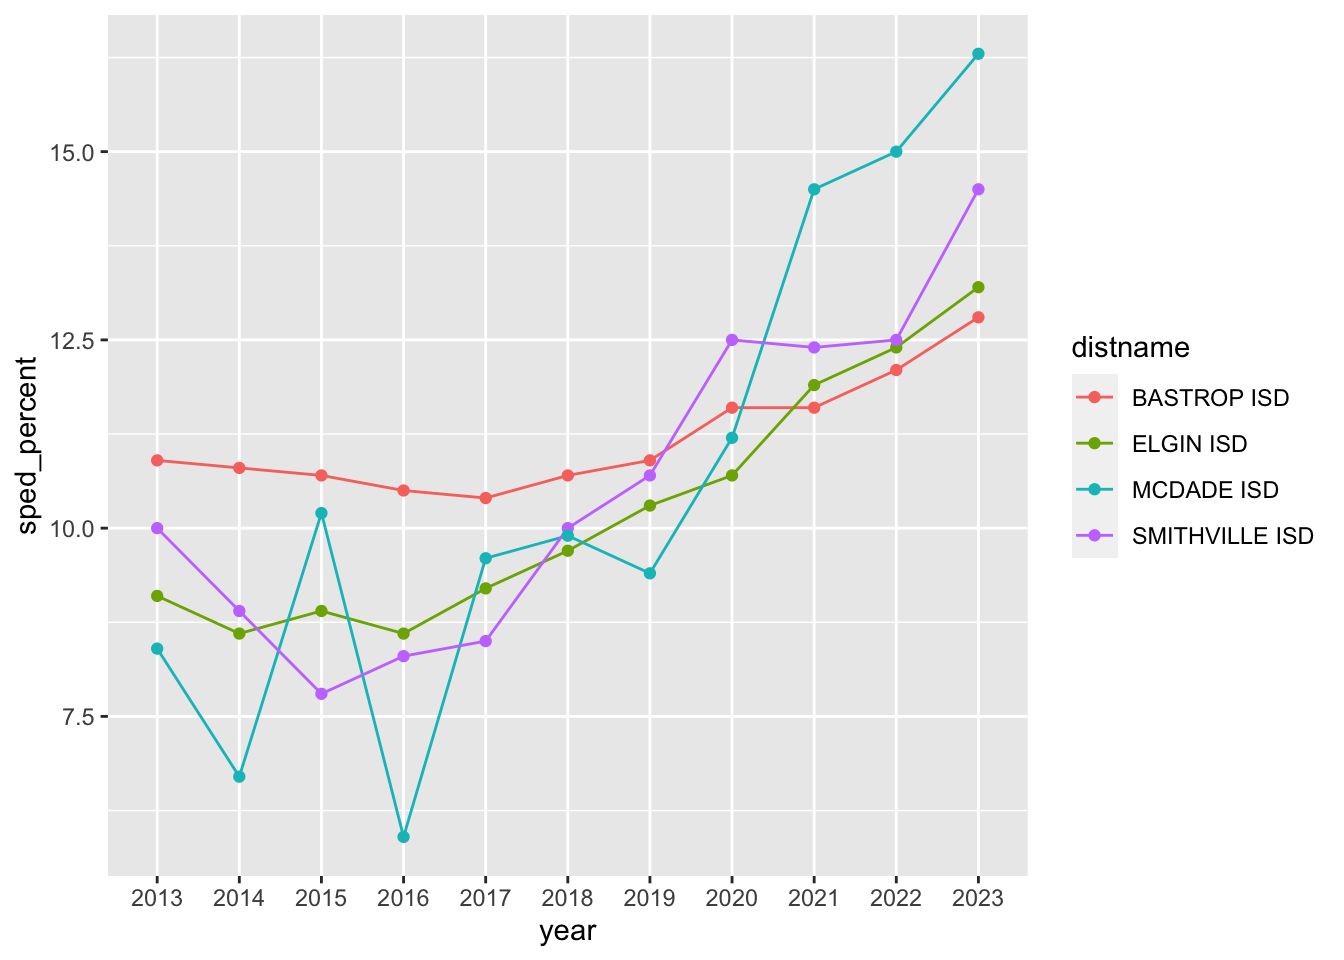 sped_percent
15.0
12.5
10.0
7.5
2013 2014 2015 2016 2017 2018 2019 2020 2021 2022 2023
year
distname
BASTROP ISD
ELGIN ISD
MCDADE ISD
SMITHVILLE ISD